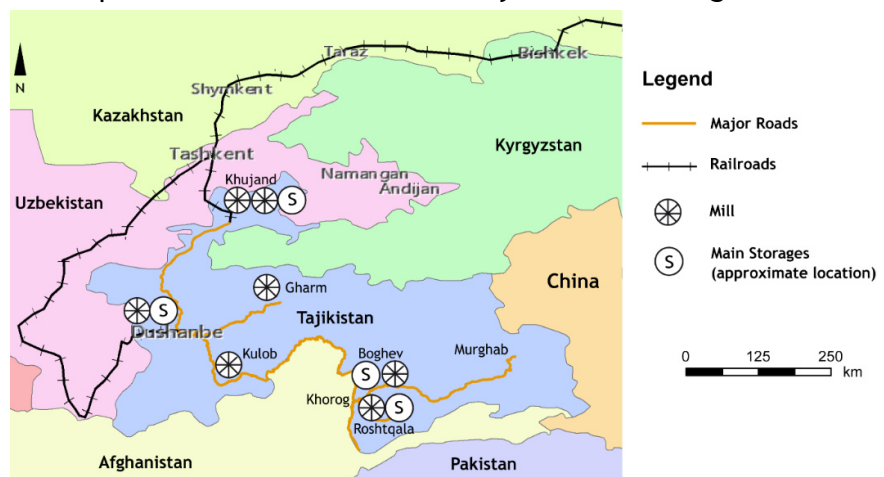 Taraz
Bishkek
Shymkent
Kazakhstan
Kyrgyzstan
Tashkent
Khujand
Namangan
Andijan
Uzbekistan
China
Gharm
Tajikistan
Dushanbe
Kulob
Boghev
Murghab
Khorog
Roshtqala
Afghanistan
Pakistan
N
S
S
S
S
Legend
Major Roads
Railroads
Mill
S
Main Storages
(approximate location)
0 125 250
km